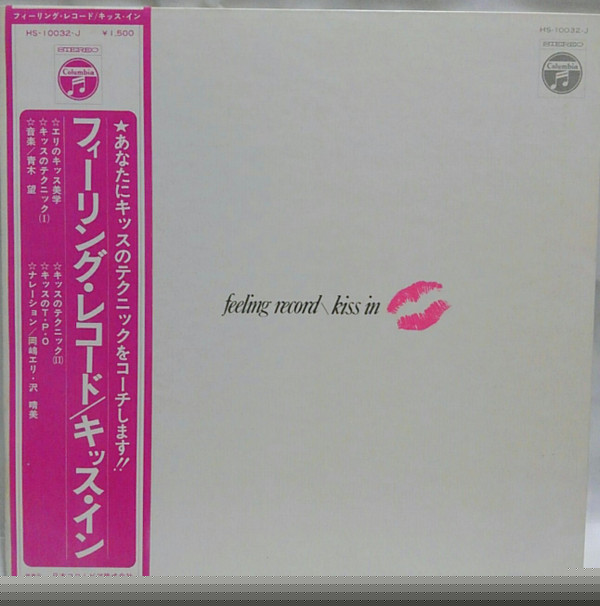 フィーリング・レコード/キッス・イン
HS-10032-J ￥1,500
STEREO
Columbia
★あなたにキッスのテクニックをコーチします!!
フィーリング・レコード/キッス・イン
☆エリのキッス美学
☆キッスのテクニック(I)
☆音楽/青木 望
☆キッスのテクニック(II)
☆キッスのT・P・O
☆ナレーション/岡嶋エリ・沢 晴美
HS-10032-J
STEREO
Columbia
feeling record\kiss in